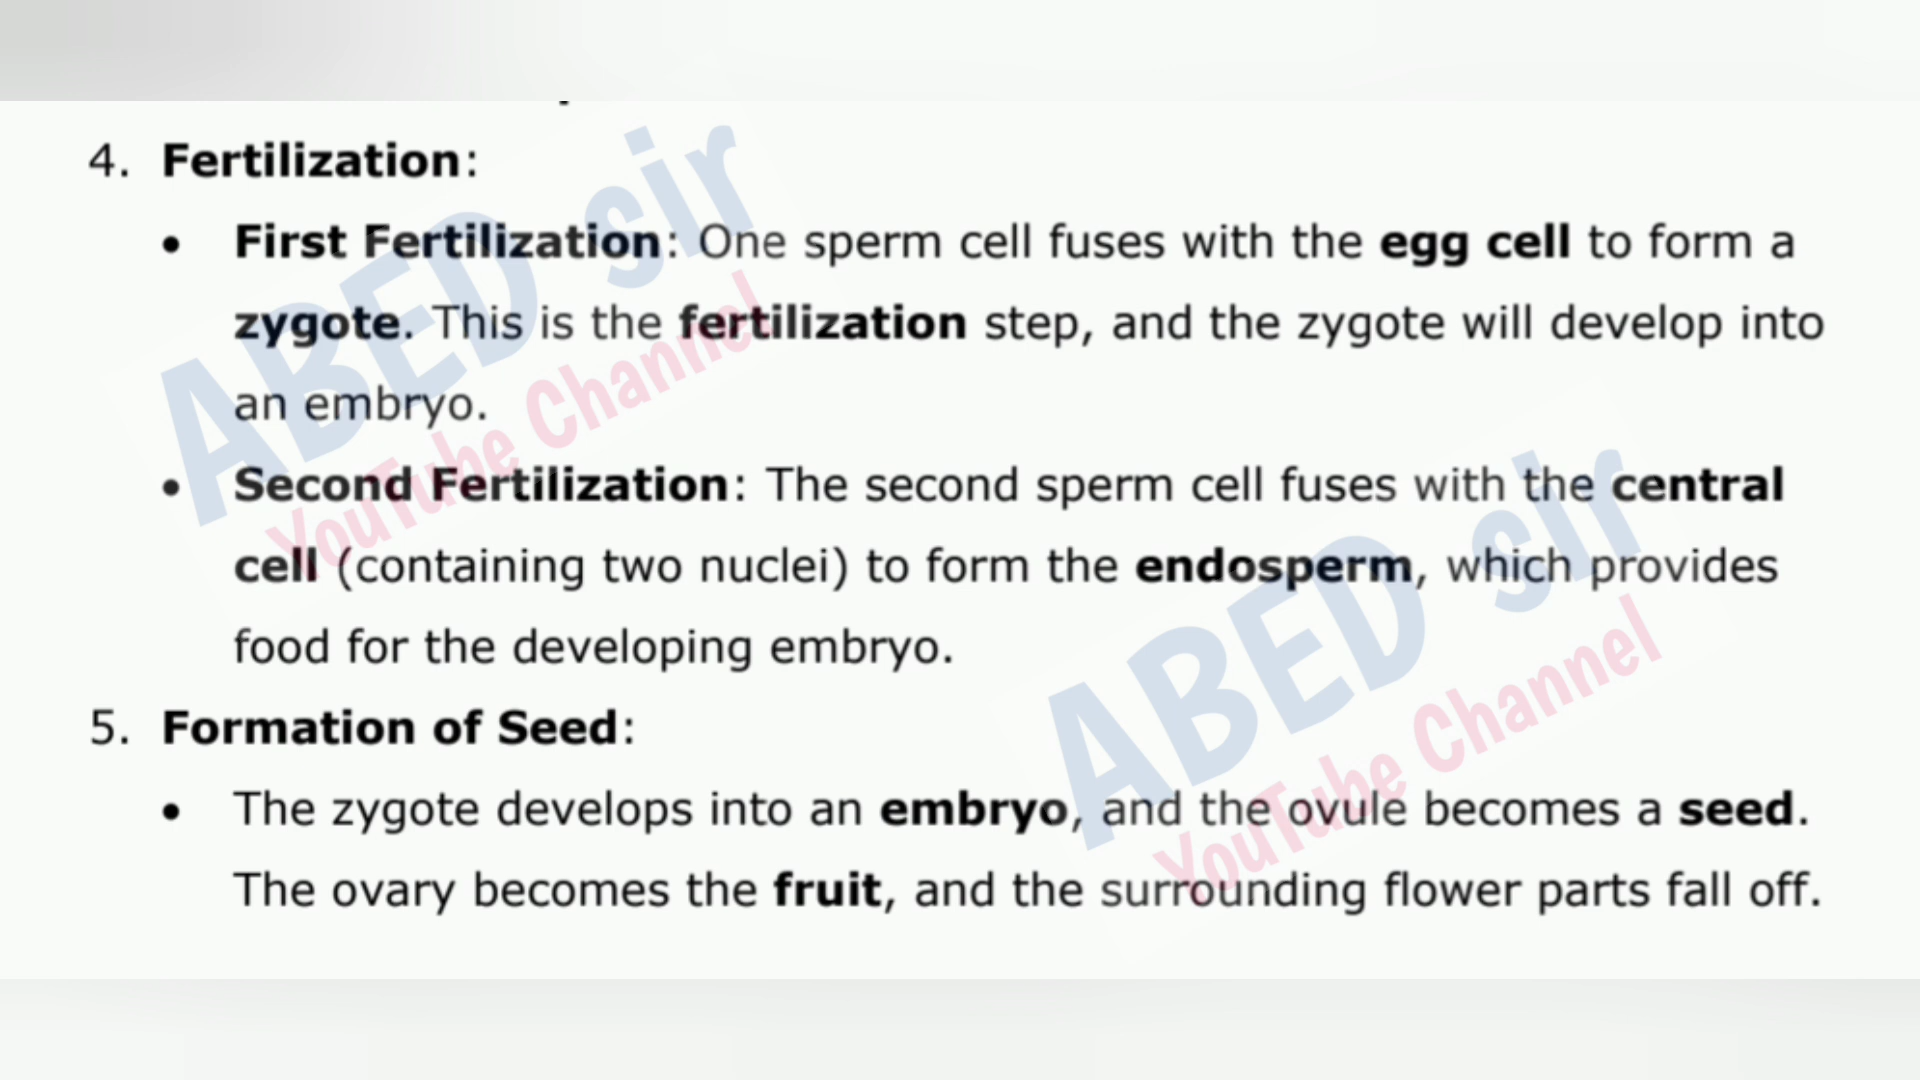 4. Fertilization:
• First Fertilization: One sperm cell fuses with the egg cell to form a
zygote. This is the fertilization step, and the zygote will develop into
an embryo.
• Second Fertilization: The second sperm cell fuses with the central
cell (containing two nuclei) to form the endosperm, which provides
food for the developing embryo.
5. Formation of Seed:
• The zygote develops into an embryo, and the ovule becomes a seed.
The ovary becomes the fruit, and the surrounding flower parts fall off.
ABED sir
YouTube Channel
ABED sir
YouTube Channel